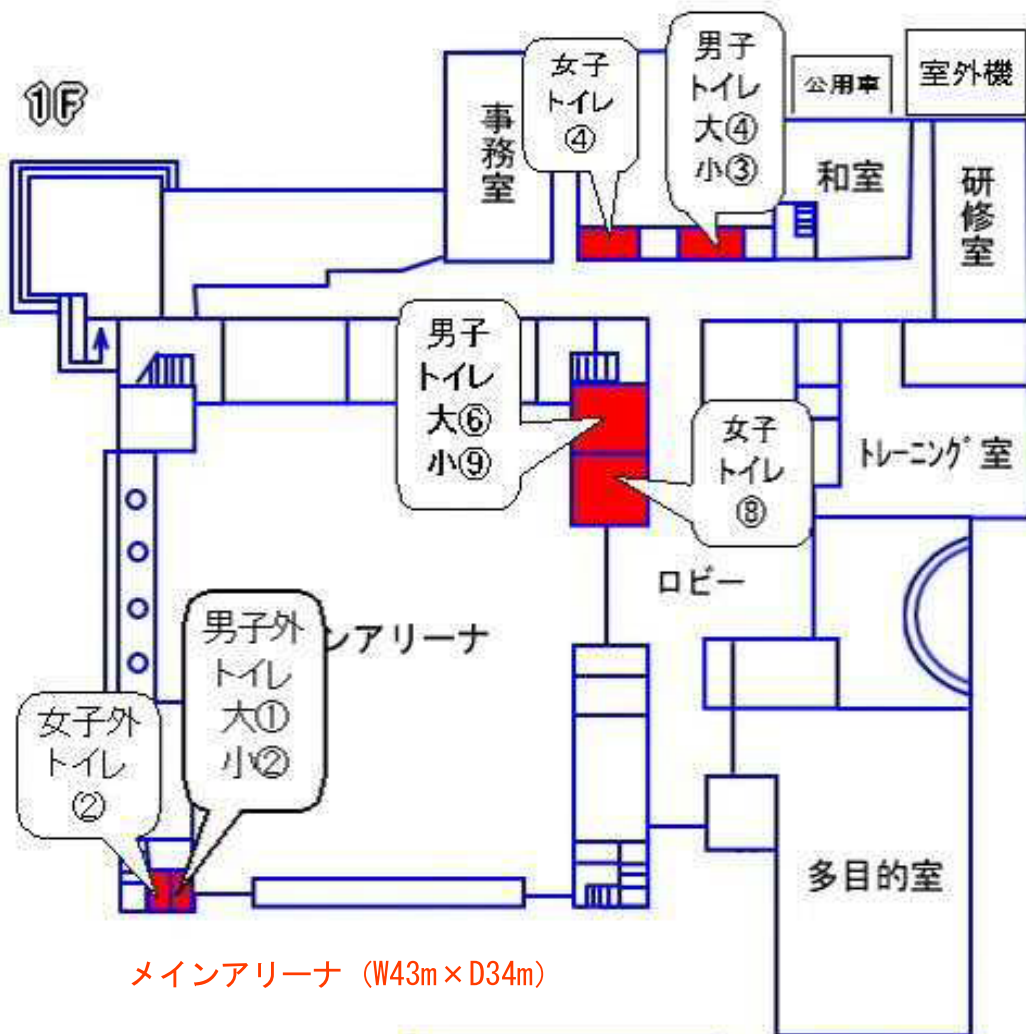 1F
女子
トイレ
④
男子
トイレ
大④
小③
公用車
室外機
事務室
和室
研修室
男子
トイレ
大⑥
小⑨
女子
トイレ
⑧
トレーニング室
ロビー
男子外
トイレ
大①
小②
ンアリーナ
女子外
トイレ
②
多目的室
メインアリーナ (W43m×D34m)